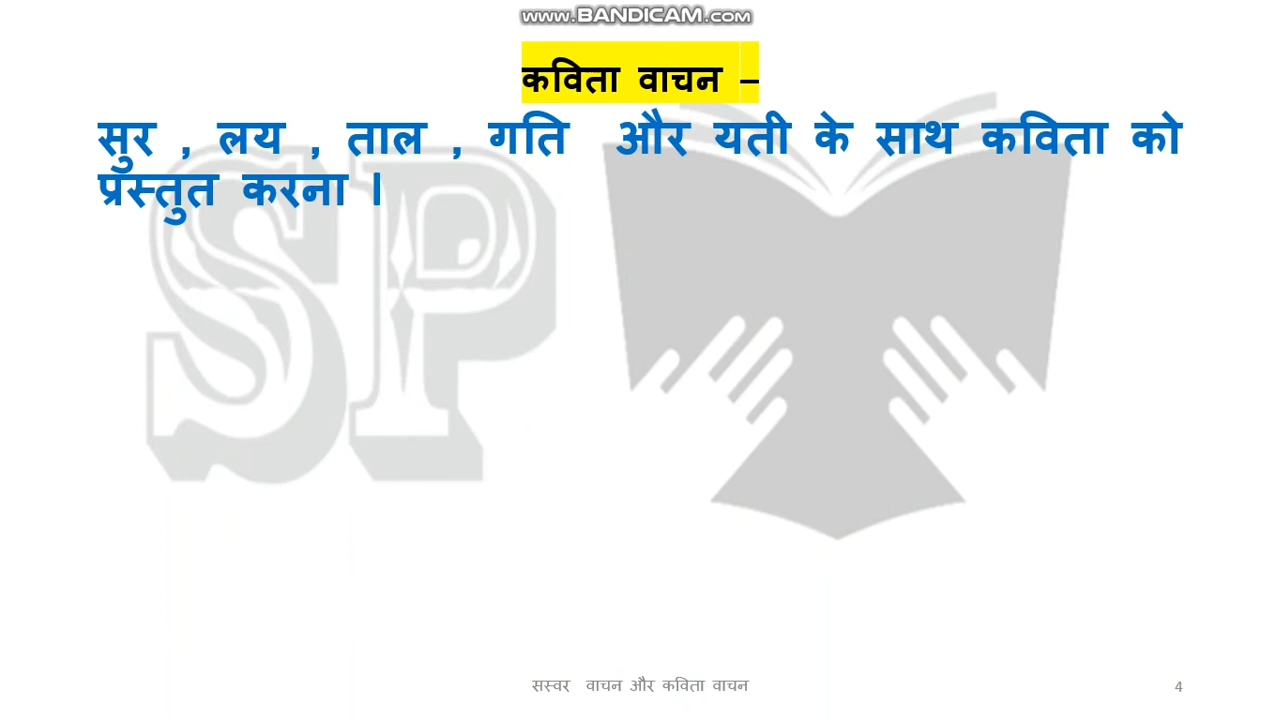 www.BANDICAM.com
कविता वाचन –
सुर , लय , ताल , गति और यती के साथ कविता को
प्रस्तुत करना ।
SP
सस्वर वाचन और कविता वाचन
4